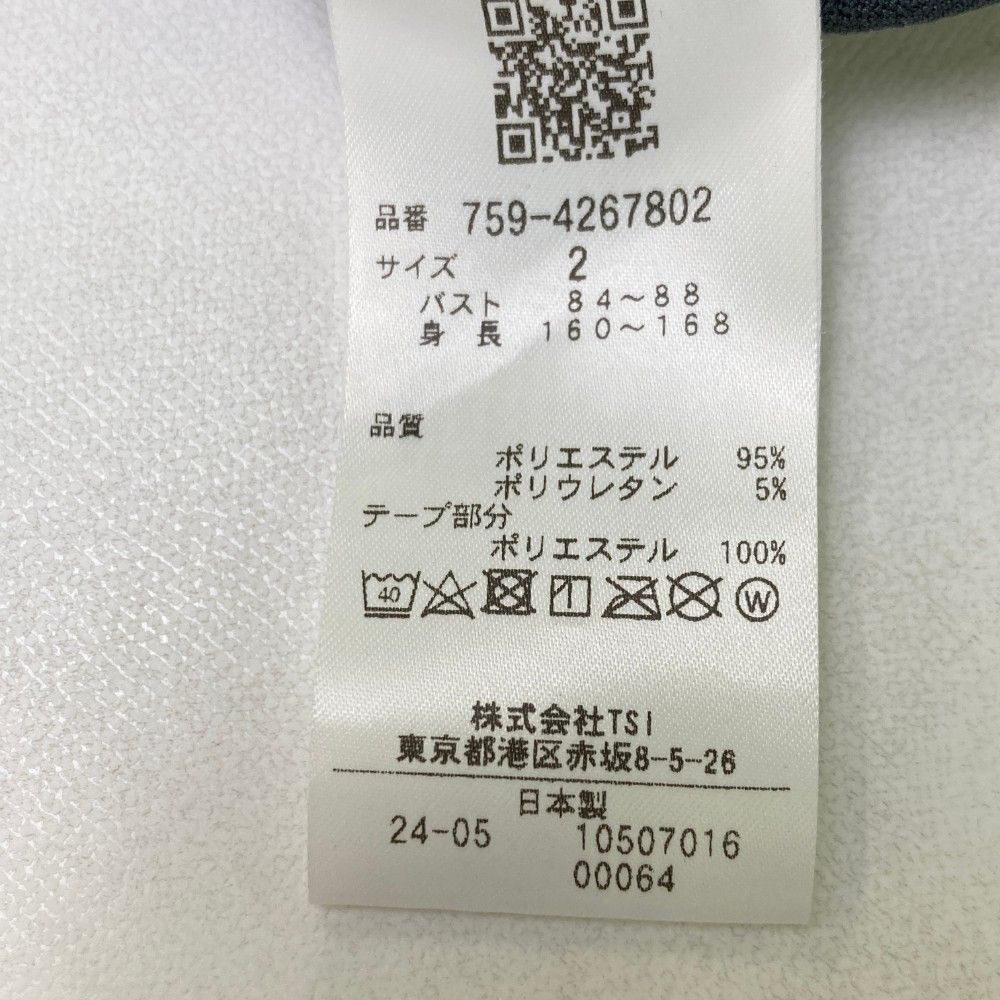 品番 759-4267802
サイズ 2
バスト 84～88
身長 160～168
品質
ポリエステル 95%
ポリウレタン 5%
テープ部分
ポリエステル 100%
40 W
株式会社TSI
東京都港区赤坂8-5-26
日本製
24-05 10507016
00064